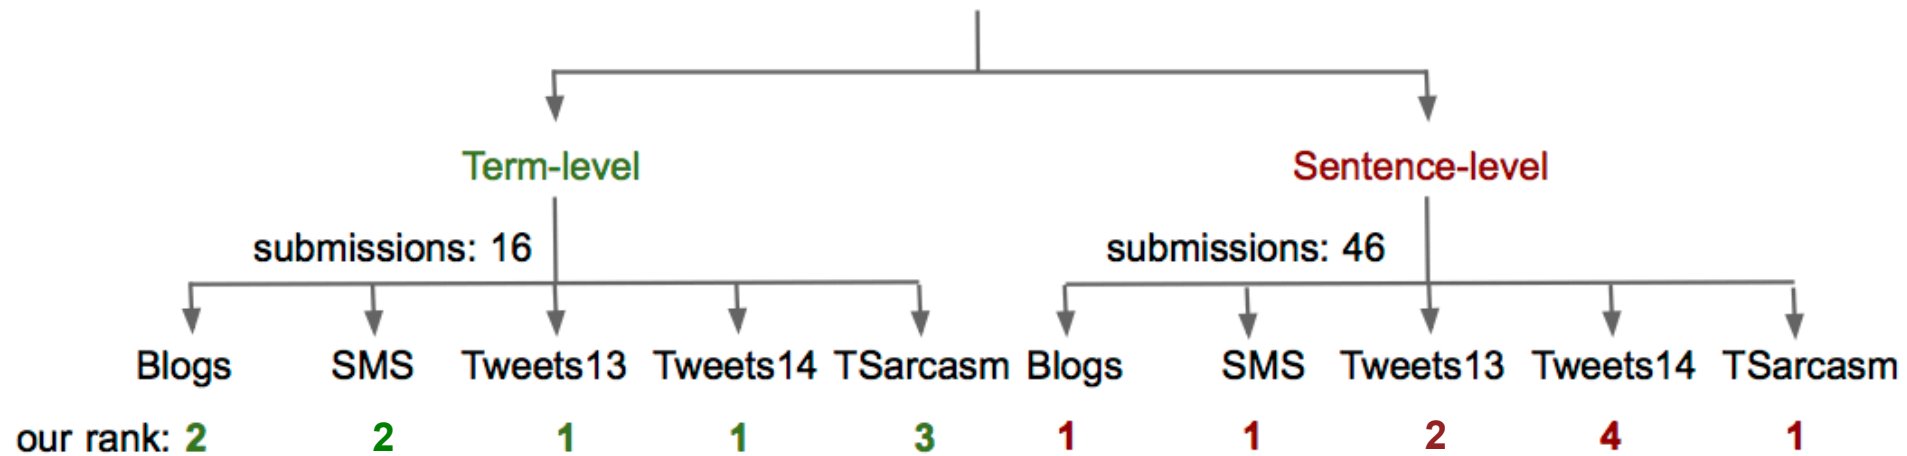 Term-level Sentence-level
submissions: 16 submissions: 46
Blogs SMS Tweets13 Tweets14 TSarcasm Blogs SMS Tweets13 Tweets14 TSarcasm
our rank: 2 2 1 1 3 1 1 2 4 1